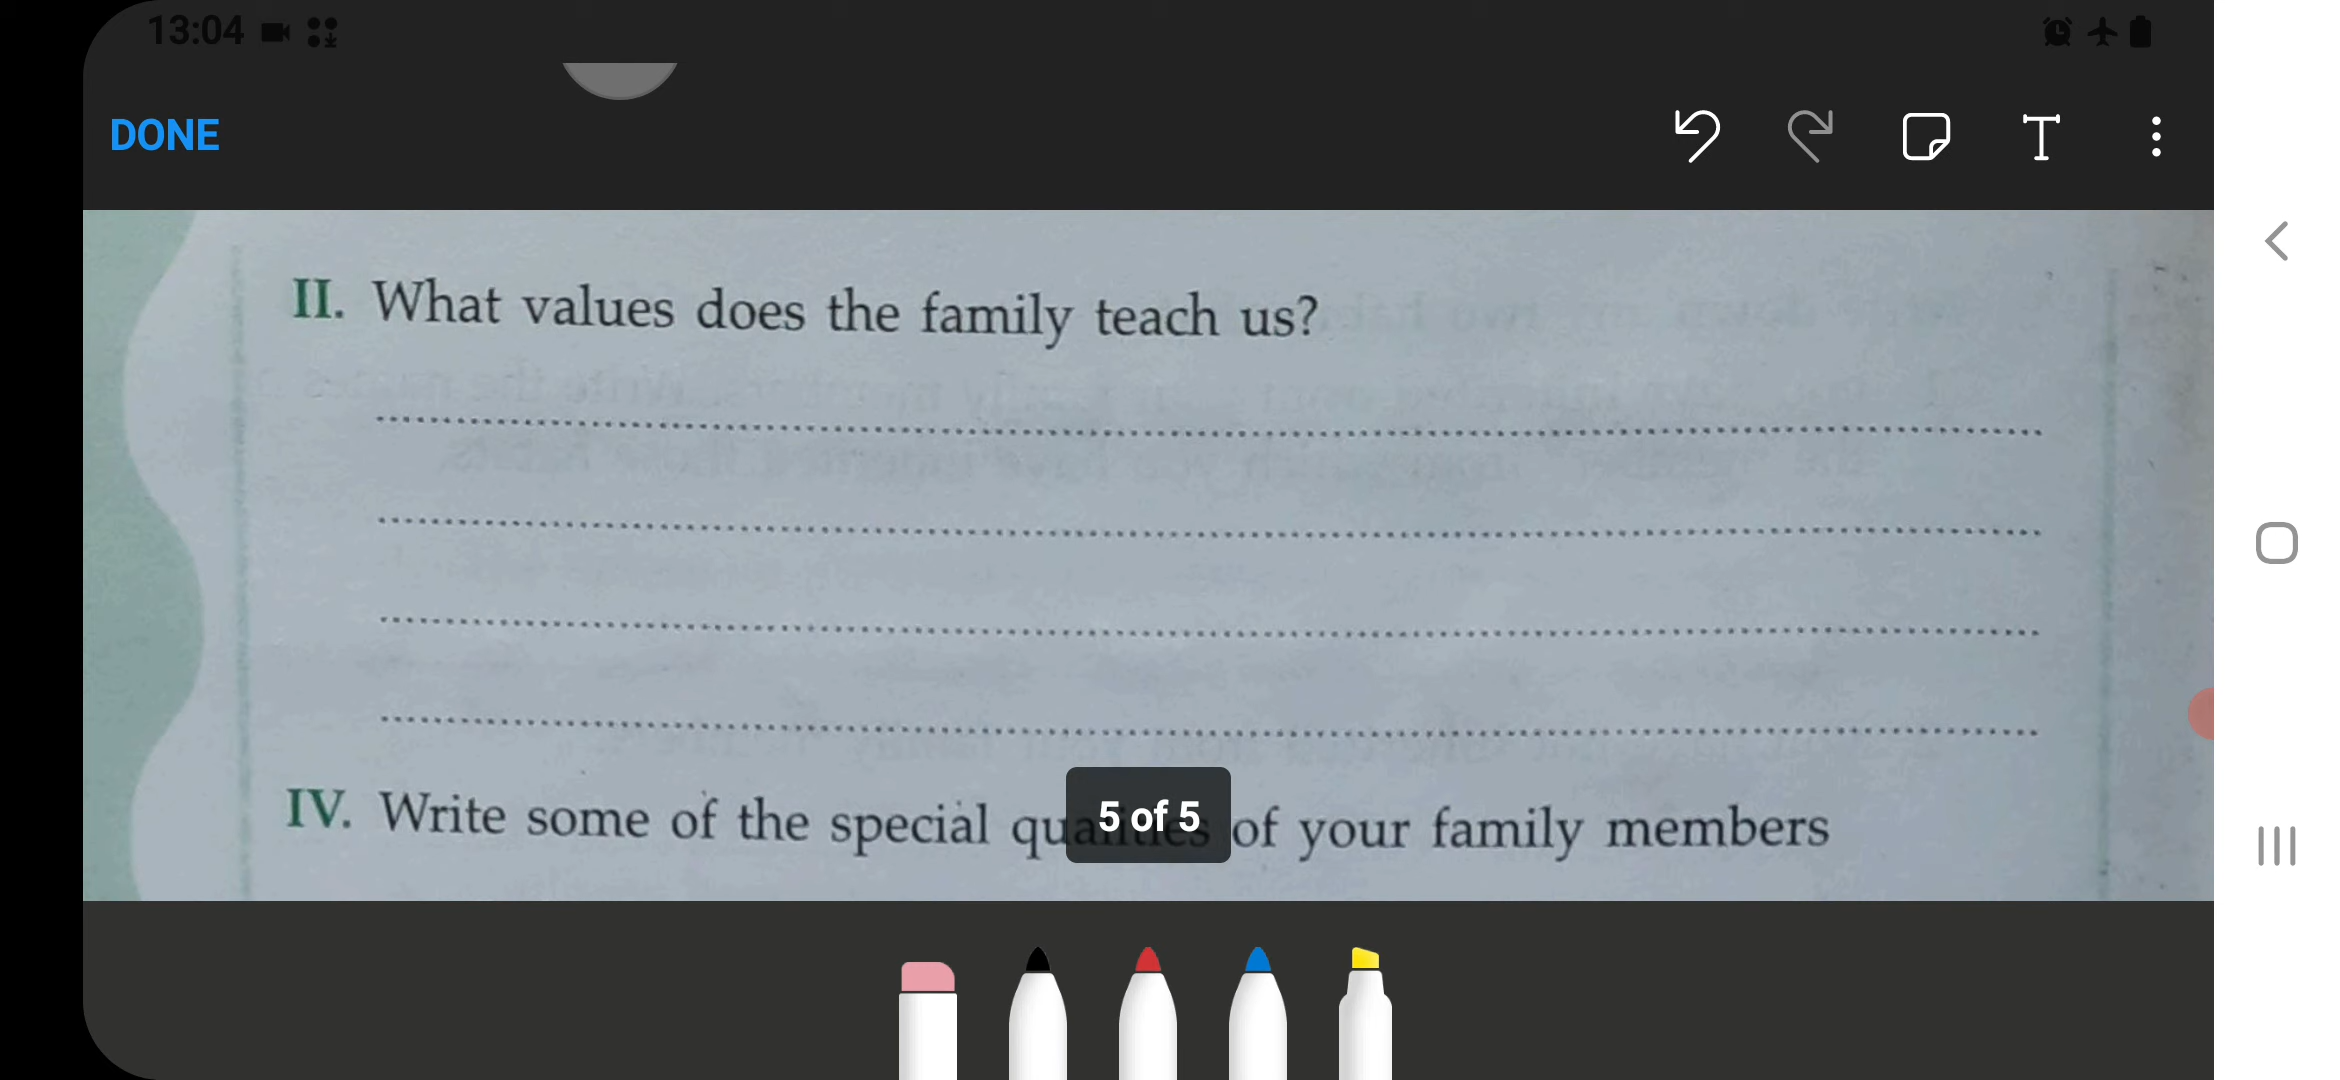 13:04
DONE
II. What values does the family teach us?
IV. Write some of the special qualities of your family members
5 of 5